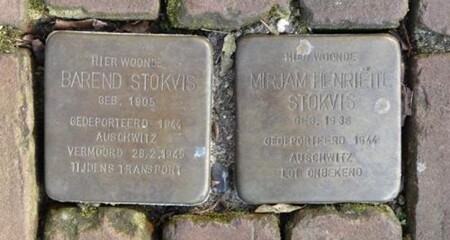 HIER WOONDE
BAREND STOKVIS
GEB. 1905
GEDEPORTEERD 1944
AUSCHWITZ
VERMOORD 28.2.1945
TIJDENS TRANSPORT
HIER WOONDE
MIRJAM HENRIËTTE
STOKVIS
GEB. 1938
GEDEPORTEERD 1944
AUSCHWITZ
LOT ONBEKEND